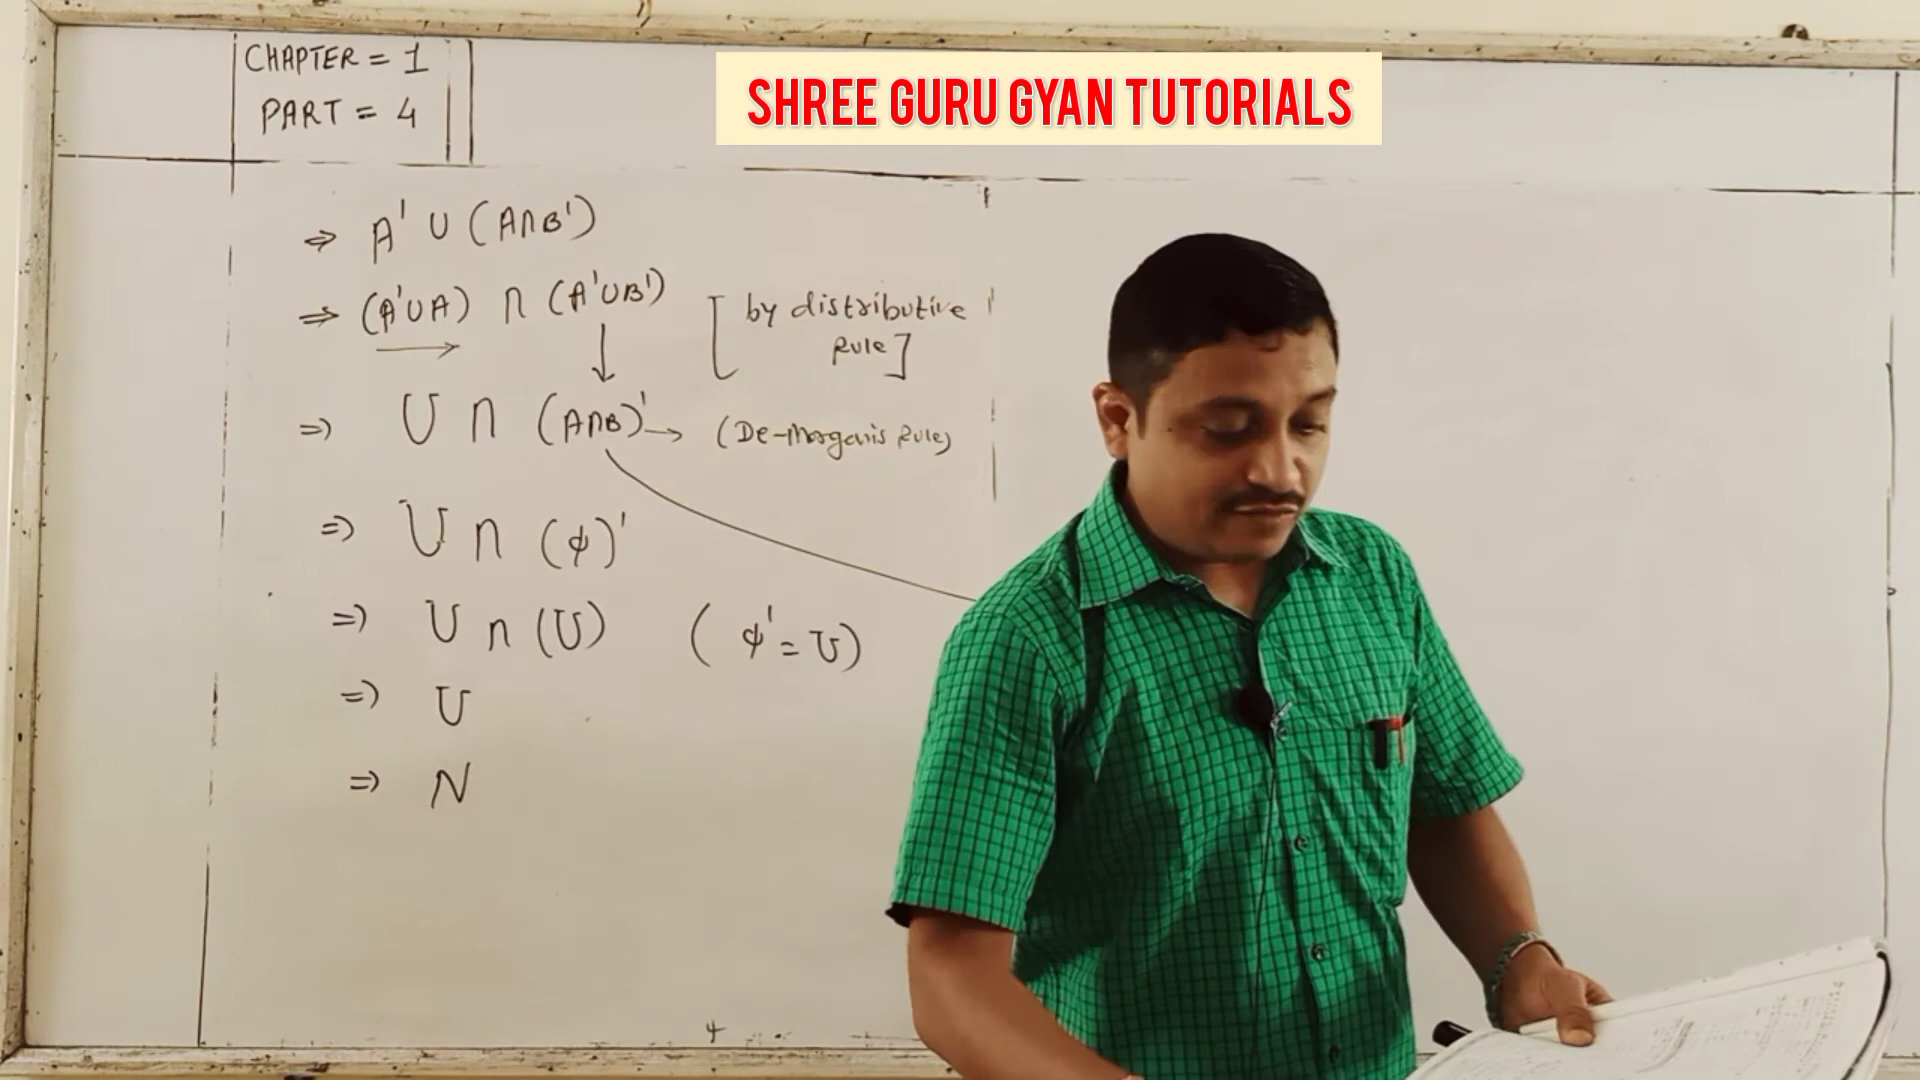 CHAPTER = 1
PART = 4
SHREE GURU GYAN TUTORIALS
⇒ A' ∪ (A∩B')
⇒ (A'∪A) ∩ (A'∪B') [by distributive
Rule]
⇒ U ∩ (A∩B)' → (De-Morgan's Rule)
⇒ U ∩ (ϕ)'
⇒ U ∩ (U) (ϕ' = U)
⇒ U
⇒ N